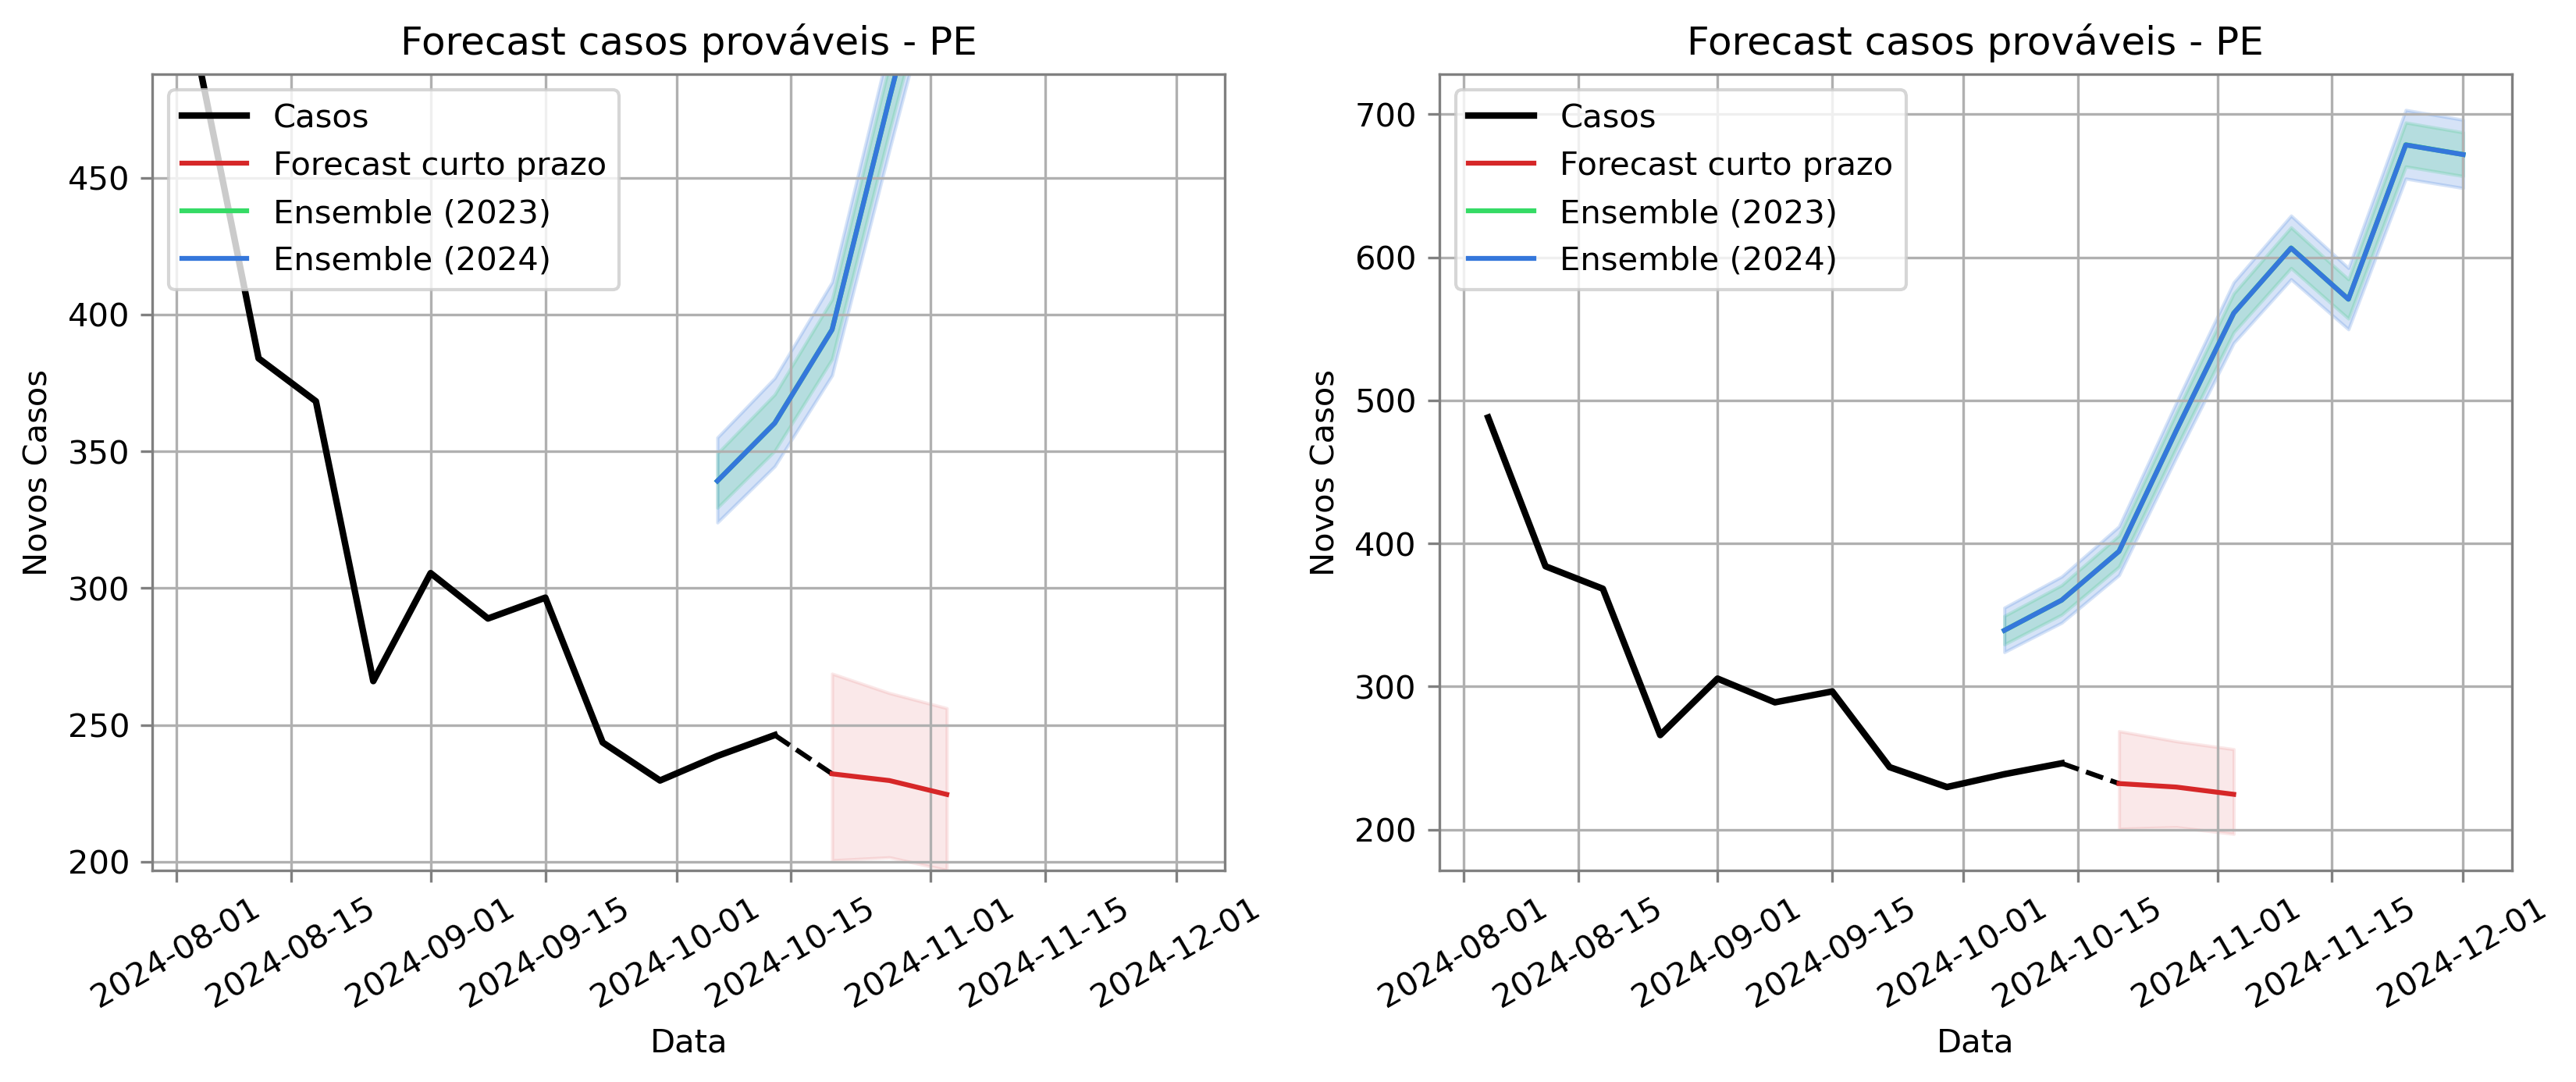 Forecast casos prováveis - PE
Casos
Forecast curto prazo
Ensemble (2023)
Ensemble (2024)
450
400
350
300
250
200
Novos Casos
2024-08-01
2024-08-15
2024-09-01
2024-09-15
2024-10-01
2024-10-15
2024-11-01
2024-11-15
2024-12-01
Data
Forecast casos prováveis - PE
Casos
Forecast curto prazo
Ensemble (2023)
Ensemble (2024)
700
600
500
400
300
200
Novos Casos
2024-08-01
2024-08-15
2024-09-01
2024-09-15
2024-10-01
2024-10-15
2024-11-01
2024-11-15
2024-12-01
Data